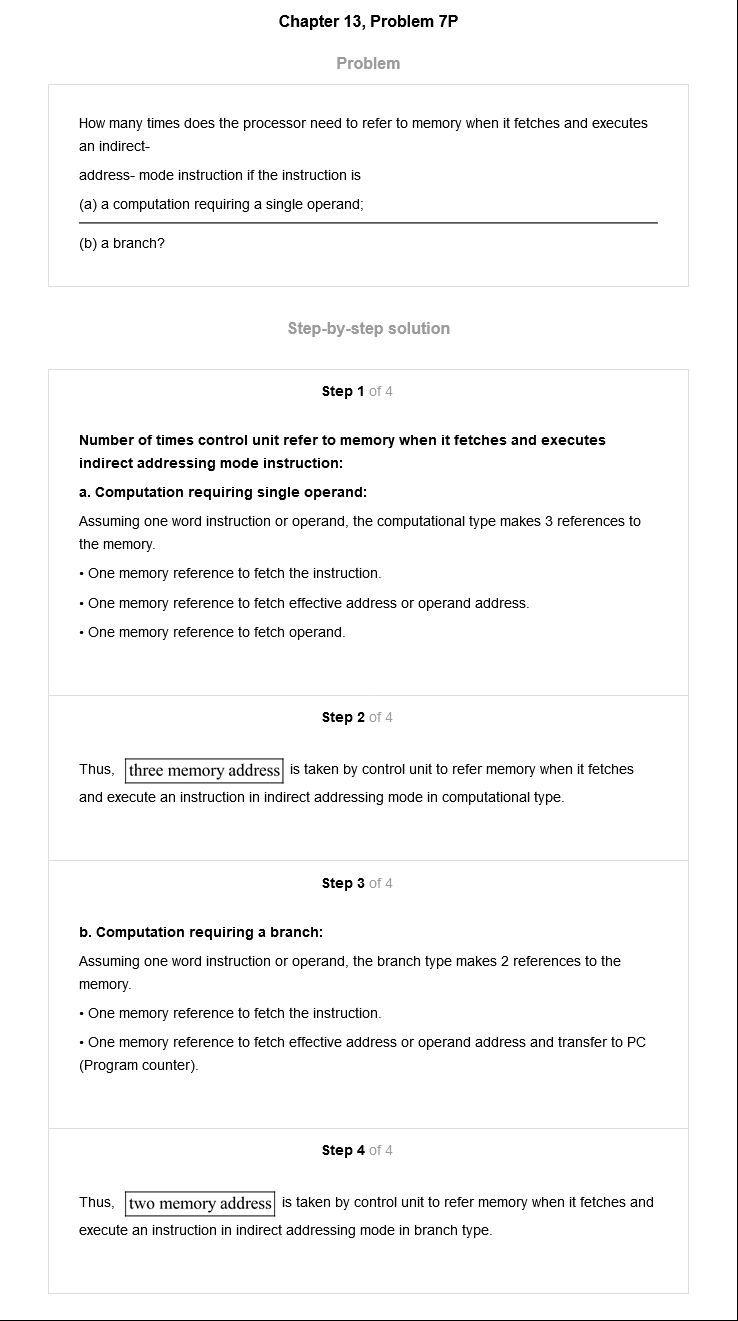 Chapter 13, Problem 7P
Problem
How many times does the processor need to refer to memory when it fetches and executes
an indirect-
address- mode instruction if the instruction is
(a) a computation requiring a single operand;
(b) a branch?
Step-by-step solution
Step 1 of 4
Number of times control unit refer to memory when it fetches and executes
indirect addressing mode instruction:
a. Computation requiring single operand:
Assuming one word instruction or operand, the computational type makes 3 references to
the memory.
• One memory reference to fetch the instruction.
• One memory reference to fetch effective address or operand address.
• One memory reference to fetch operand.
Step 2 of 4
Thus, three memory address is taken by control unit to refer memory when it fetches
and execute an instruction in indirect addressing mode in computational type.
Step 3 of 4
b. Computation requiring a branch:
Assuming one word instruction or operand, the branch type makes 2 references to the
memory.
• One memory reference to fetch the instruction.
• One memory reference to fetch effective address or operand address and transfer to PC
(Program counter).
Step 4 of 4
Thus, two memory address is taken by control unit to refer memory when it fetches and
execute an instruction in indirect addressing mode in branch type.